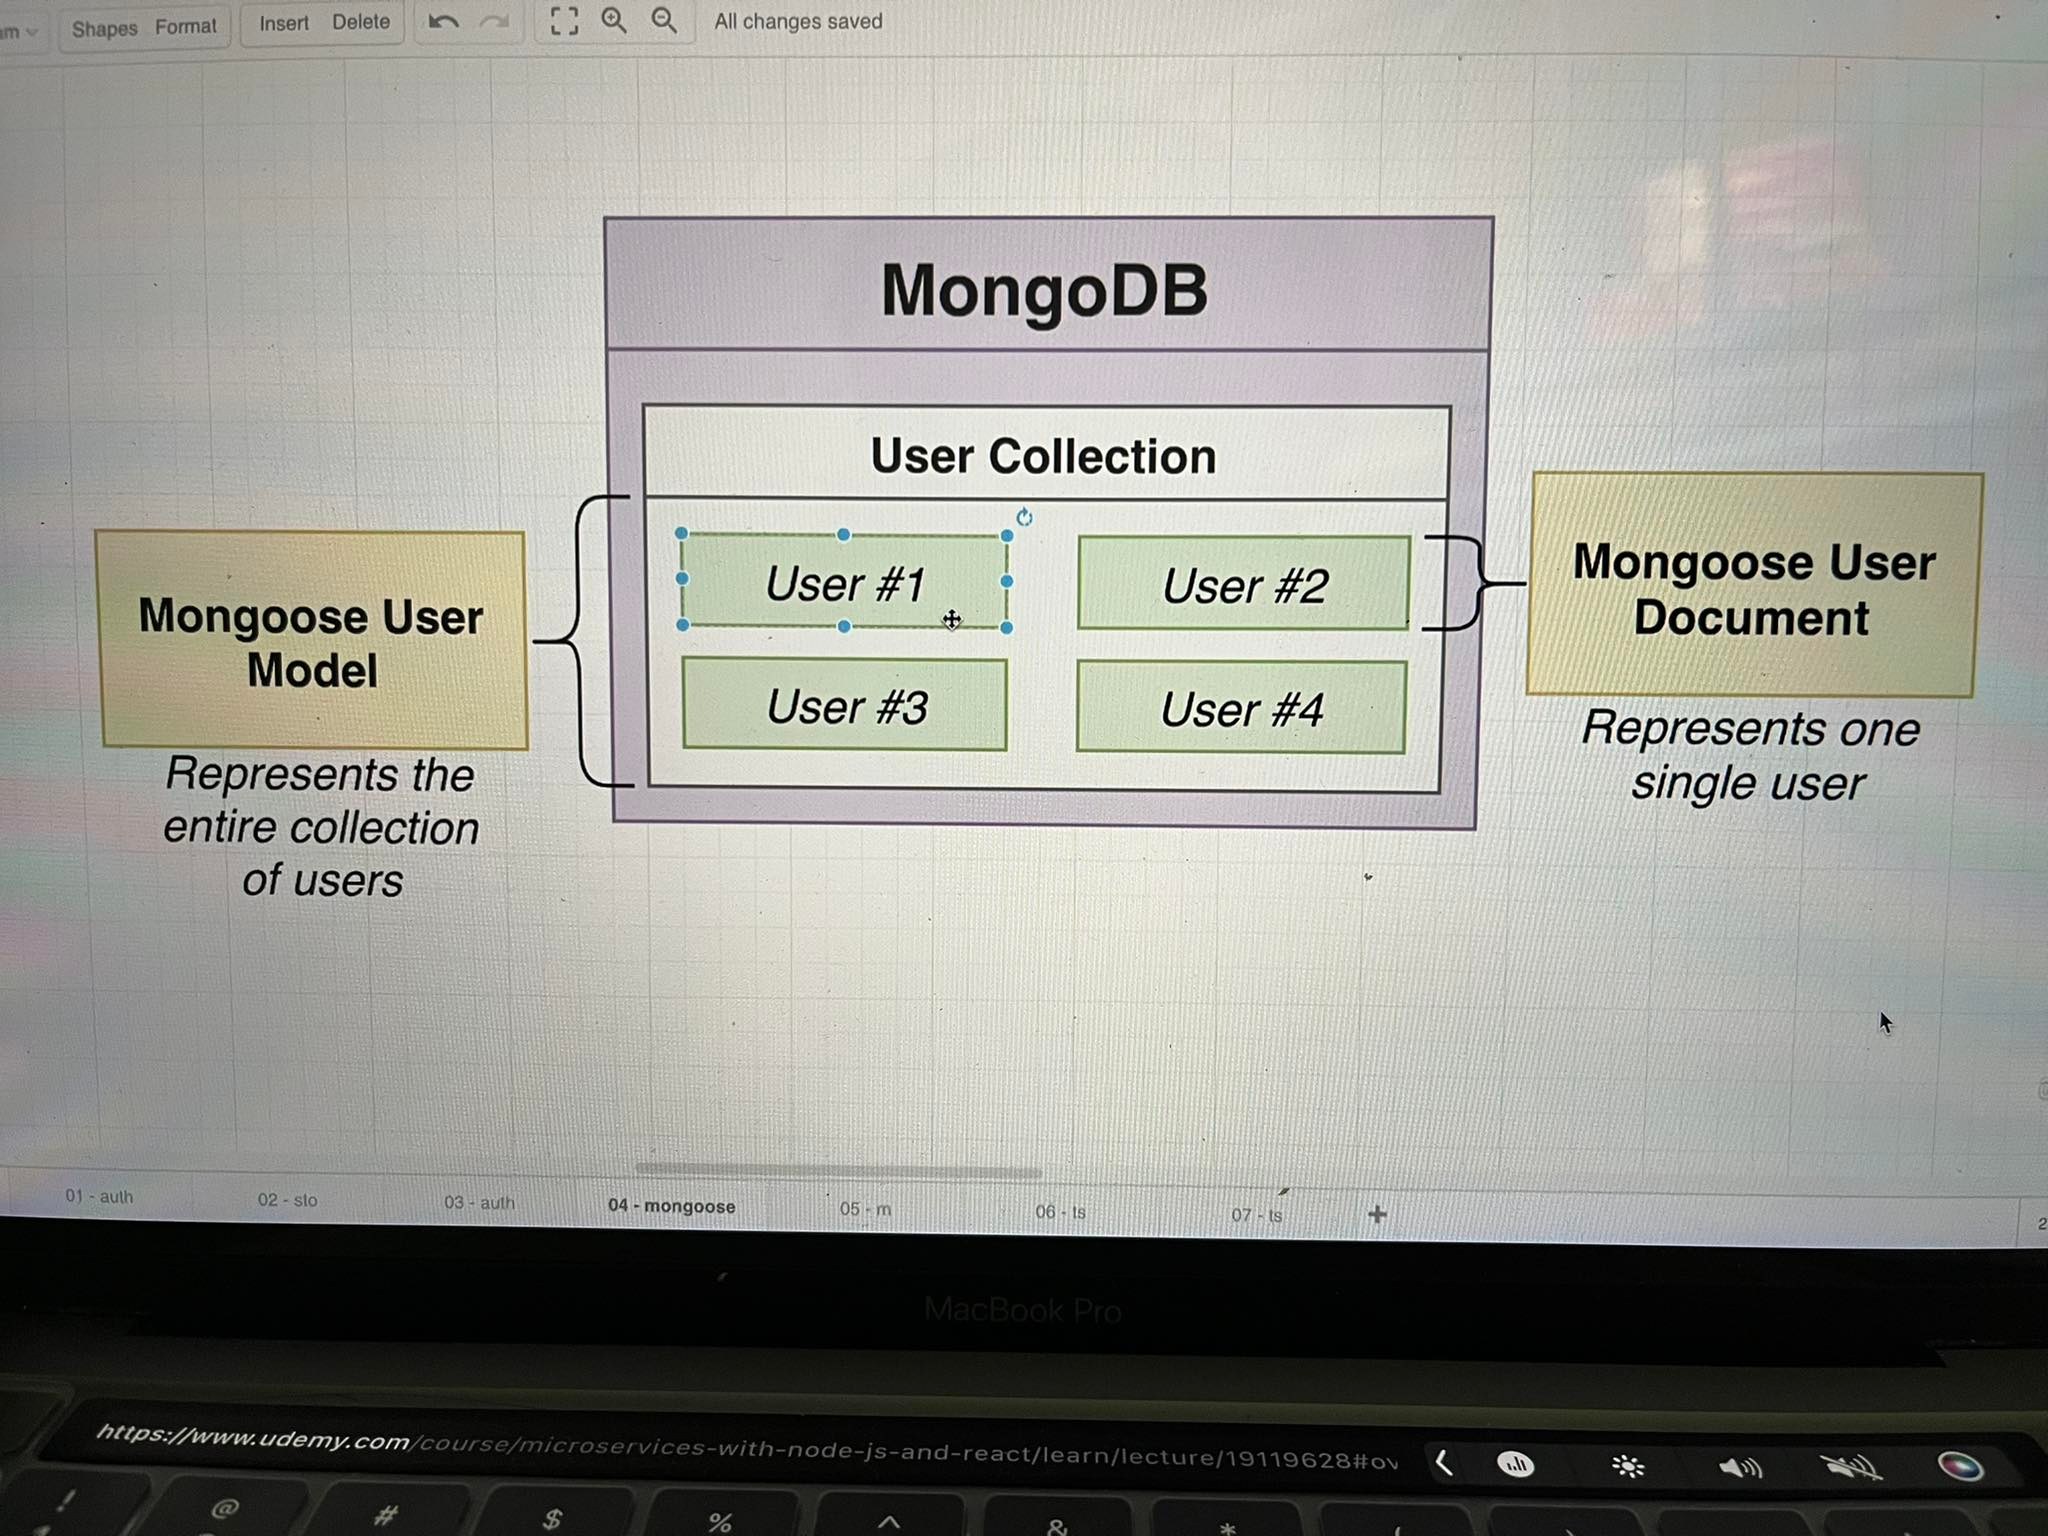 Shapes Format Insert Delete All changes saved
MongoDB
User Collection
User #1
User #2
User #3
User #4
Mongoose User
Model
Represents the
entire collection
of users
Mongoose User
Document
Represents one
single user
01 - auth 02 - sto 03 - auth 04 - mongoose 05 - m 06 - ts 07 - ts +
MacBook Pro
https://www.udemy.com/course/microservices-with-node-js-and-react/learn/lecture/19119628#ov
! @ # $ % ^ & *